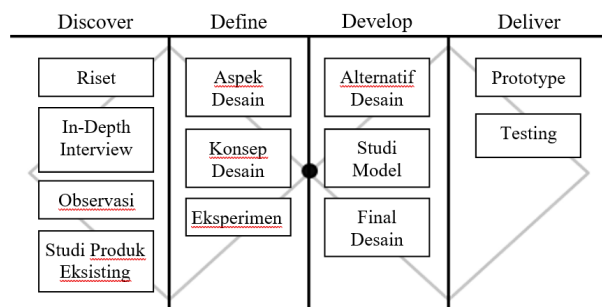 Discover
Define
Develop
Deliver
Riset
In-Depth
Interview
Observasi
Studi Produk
Eksisting
Aspek
Desain
Konsep
Desain
Eksperimen
Alternatif
Desain
Studi
Model
Final
Desain
Prototype
Testing